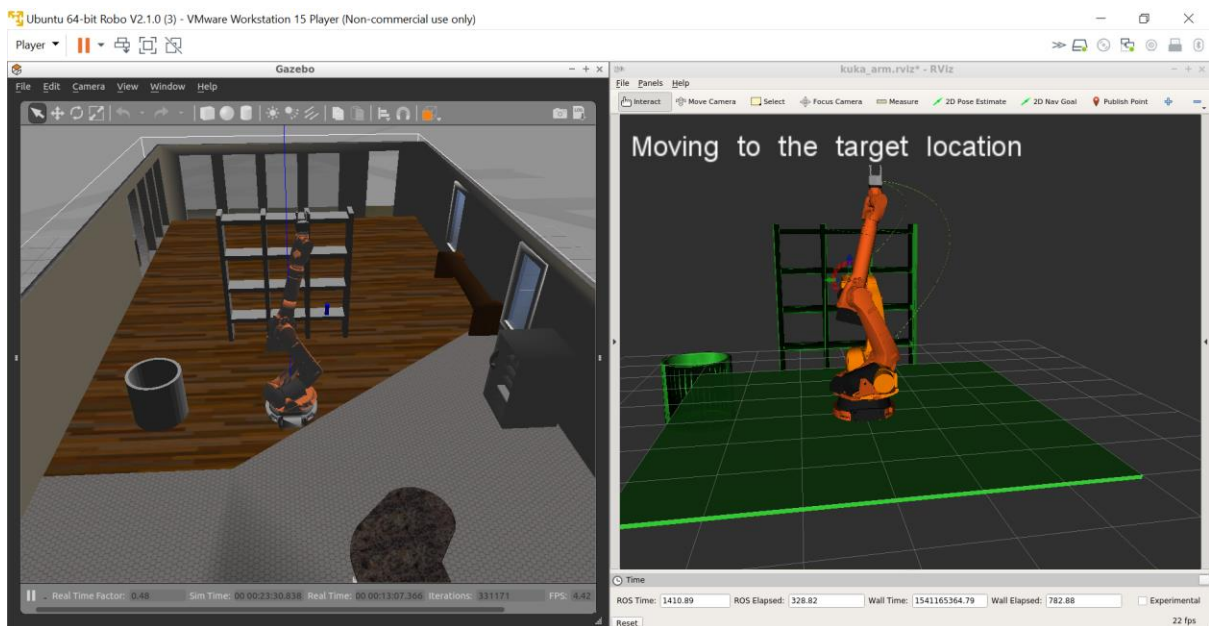 Ubuntu 64-bit Robo V2.1.0 (3) - VMware Workstation 15 Player (Non-commercial use only)
Player
Gazebo
File Edit Camera View Window Help
Real Time Factor: 0.48 Sim Time: 00 00:23:30.838 Real Time: 00 00:13:07.366 Iterations: 331171 FPS: 4.42
kuka_arm.rviz* - RViz
File Panels Help
Interact Move Camera Select Focus Camera Measure 2D Pose Estimate 2D Nav Goal Publish Point
Moving to the target location
Time
ROS Time: 1410.89 ROS Elapsed: 328.82 Wall Time: 1541165364.79 Wall Elapsed: 782.88 Experimental
Reset 22 fps